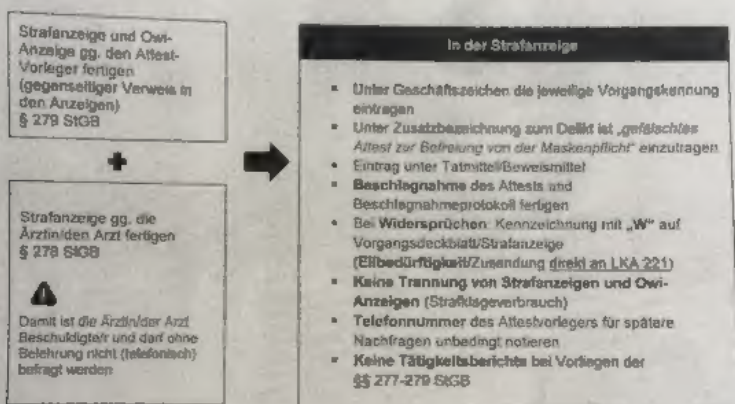 Strafanzeige und Owi-
Anzeige gg. den Attest-
Vorleger fertigen
(gegenseitiger Verweis in
den Anzeigen)
§ 279 StGB
+
Strafanzeige gg. die
Ärztin/den Arzt fertigen
§ 278 StGB
Damit ist die Ärztin/der Arzt
Beschuldigte/r und darf ohne
Belehrung nicht (telefonisch)
befragt werden
In der Strafanzeige
▪ Unter Geschäftszeichen die jeweilige Vorgangskennung
eintragen
▪ Unter Zusatzbezeichnung zum Delikt ist „gefälschtes
Attest zur Befreiung von der Maskenpflicht“ einzutragen
▪ Eintrag unter Tatmittel/Beweismittel
▪ Beschlagnahme des Attests und
Beschlagnahmeprotokoll fertigen
▪ Bei Widersprüchen: Kennzeichnung mit „W“ auf
Vorgangsdeckblatt/Strafanzeige
(Eilbedürftigkeit/Zusendung direkt an LKA 221)
▪ Keine Trennung von Strafanzeigen und Owi-
Anzeigen (Strafklageverbrauch)
▪ Telefonnummer des Attestvorlegers für spätere
Nachfragen unbedingt notieren
▪ Keine Tätigkeitsberichte bei Vorliegen der
§§ 277-279 StGB